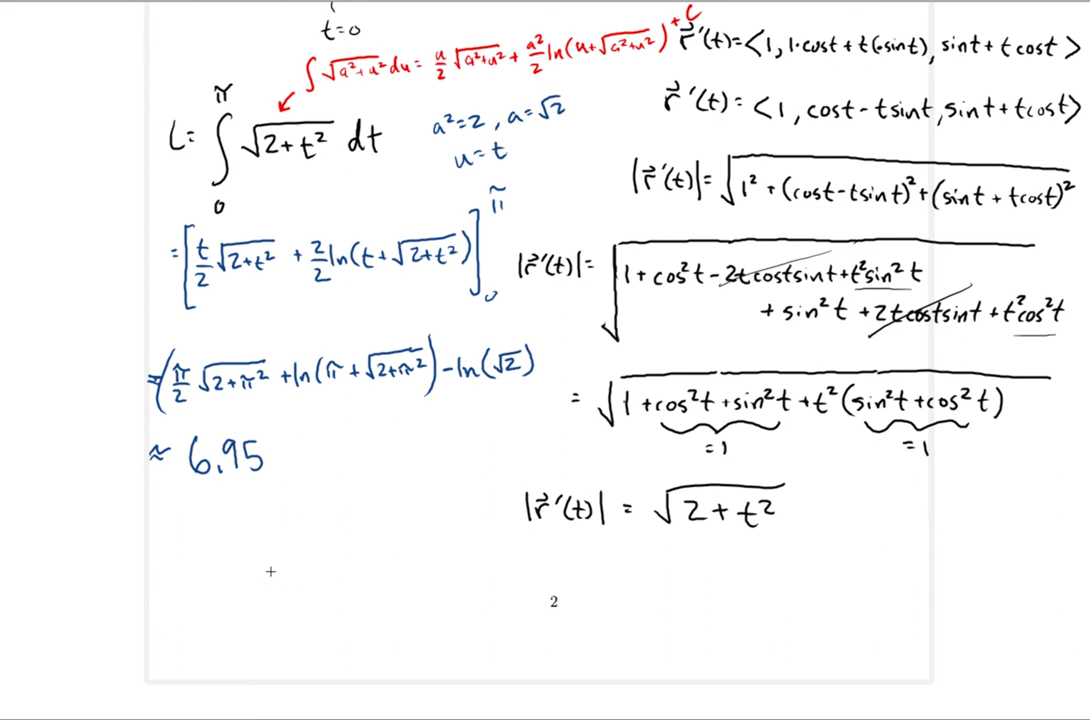 t=0
∫√(a²+u²) du = u/2 √(a²+u²) + a²/2 ln(u+√(a²+u²)) + C
r⃗'(t)=<1, 1·cost+t(-sint), sint+tcost>
r⃗'(t)= <1, cost-tsint, sint+tcost>
L= ∫₀^π √(2+t²) dt
a²=2, a=√2
u=t
|r⃗'(t)|= √(1²+(cost-tsint)²+(sint+tcost)²)
= [t/2 √(2+t²) + 2/2 ln(t+√(2+t²))]₀^π
|r⃗'(t)|= √(1+cos²t-2tcostsint+t²sin²t
+ sin²t +2tcostsint+t²cos²t
=(π/2 √(2+π²) +ln(π+√(2+π²))-ln(√2)
= √(1+cos²t+sin²t+t²(sin²t+cos²t)
=1 =1
≈ 6.95
|r⃗'(t)| = √(2+t²)
2